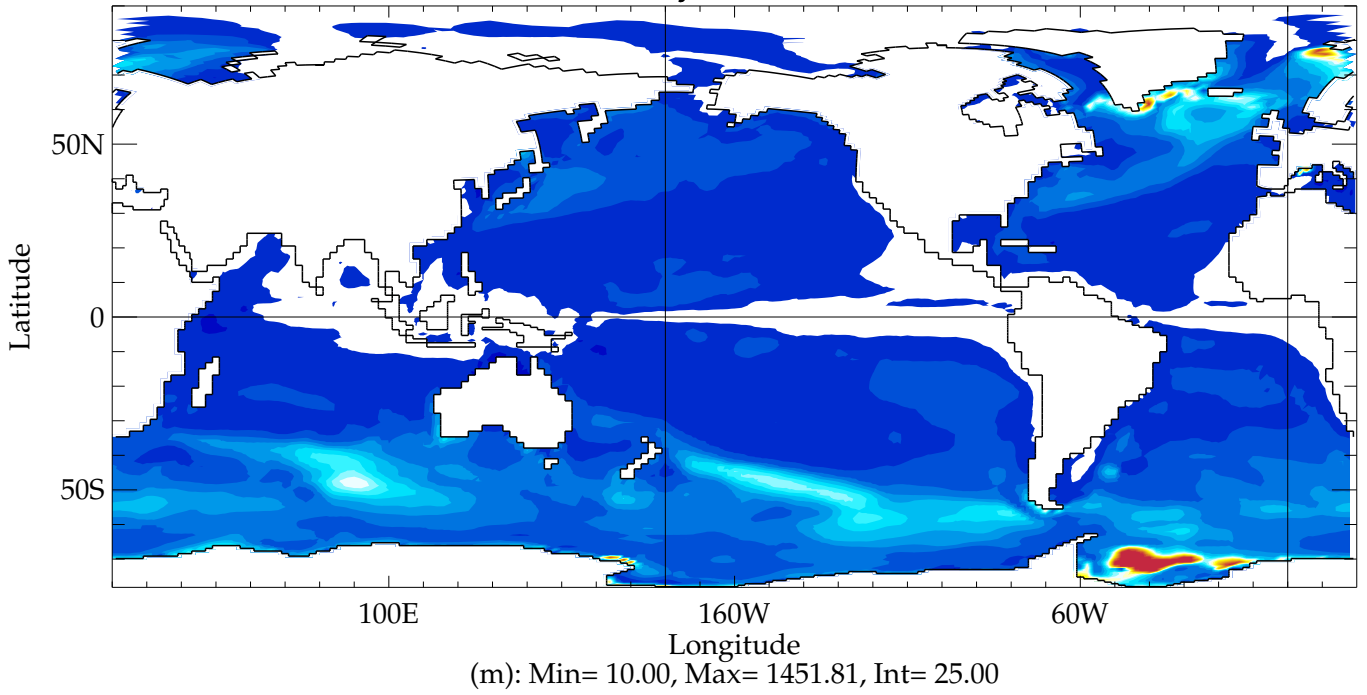 50N
Latitude
0
50S
100E
160W
60W
Longitude
(m): Min= 10.00, Max= 1451.81, Int= 25.00